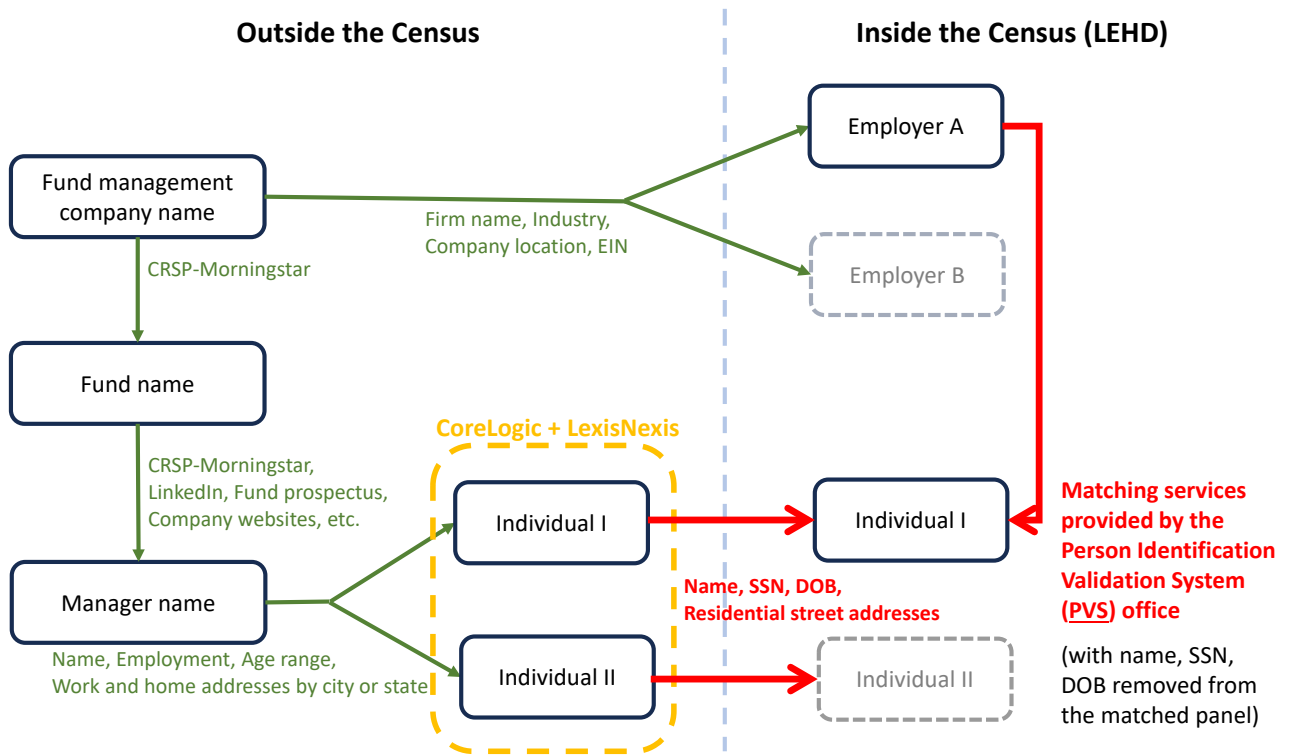 Outside the Census
Inside the Census (LEHD)
Employer A
Fund management
company name
Firm name, Industry,
Company location, EIN
CRSP-Morningstar
Employer B
Fund name
CoreLogic + LexisNexis
CRSP-Morningstar,
LinkedIn, Fund prospectus,
Company websites, etc.
Individual I
Individual I
Matching services
provided by the
Person Identification
Validation System
(PVS) office
Manager name
Name, SSN, DOB,
Residential street addresses
Name, Employment, Age range,
Work and home addresses by city or state
Individual II
Individual II
(with name, SSN,
DOB removed from
the matched panel)